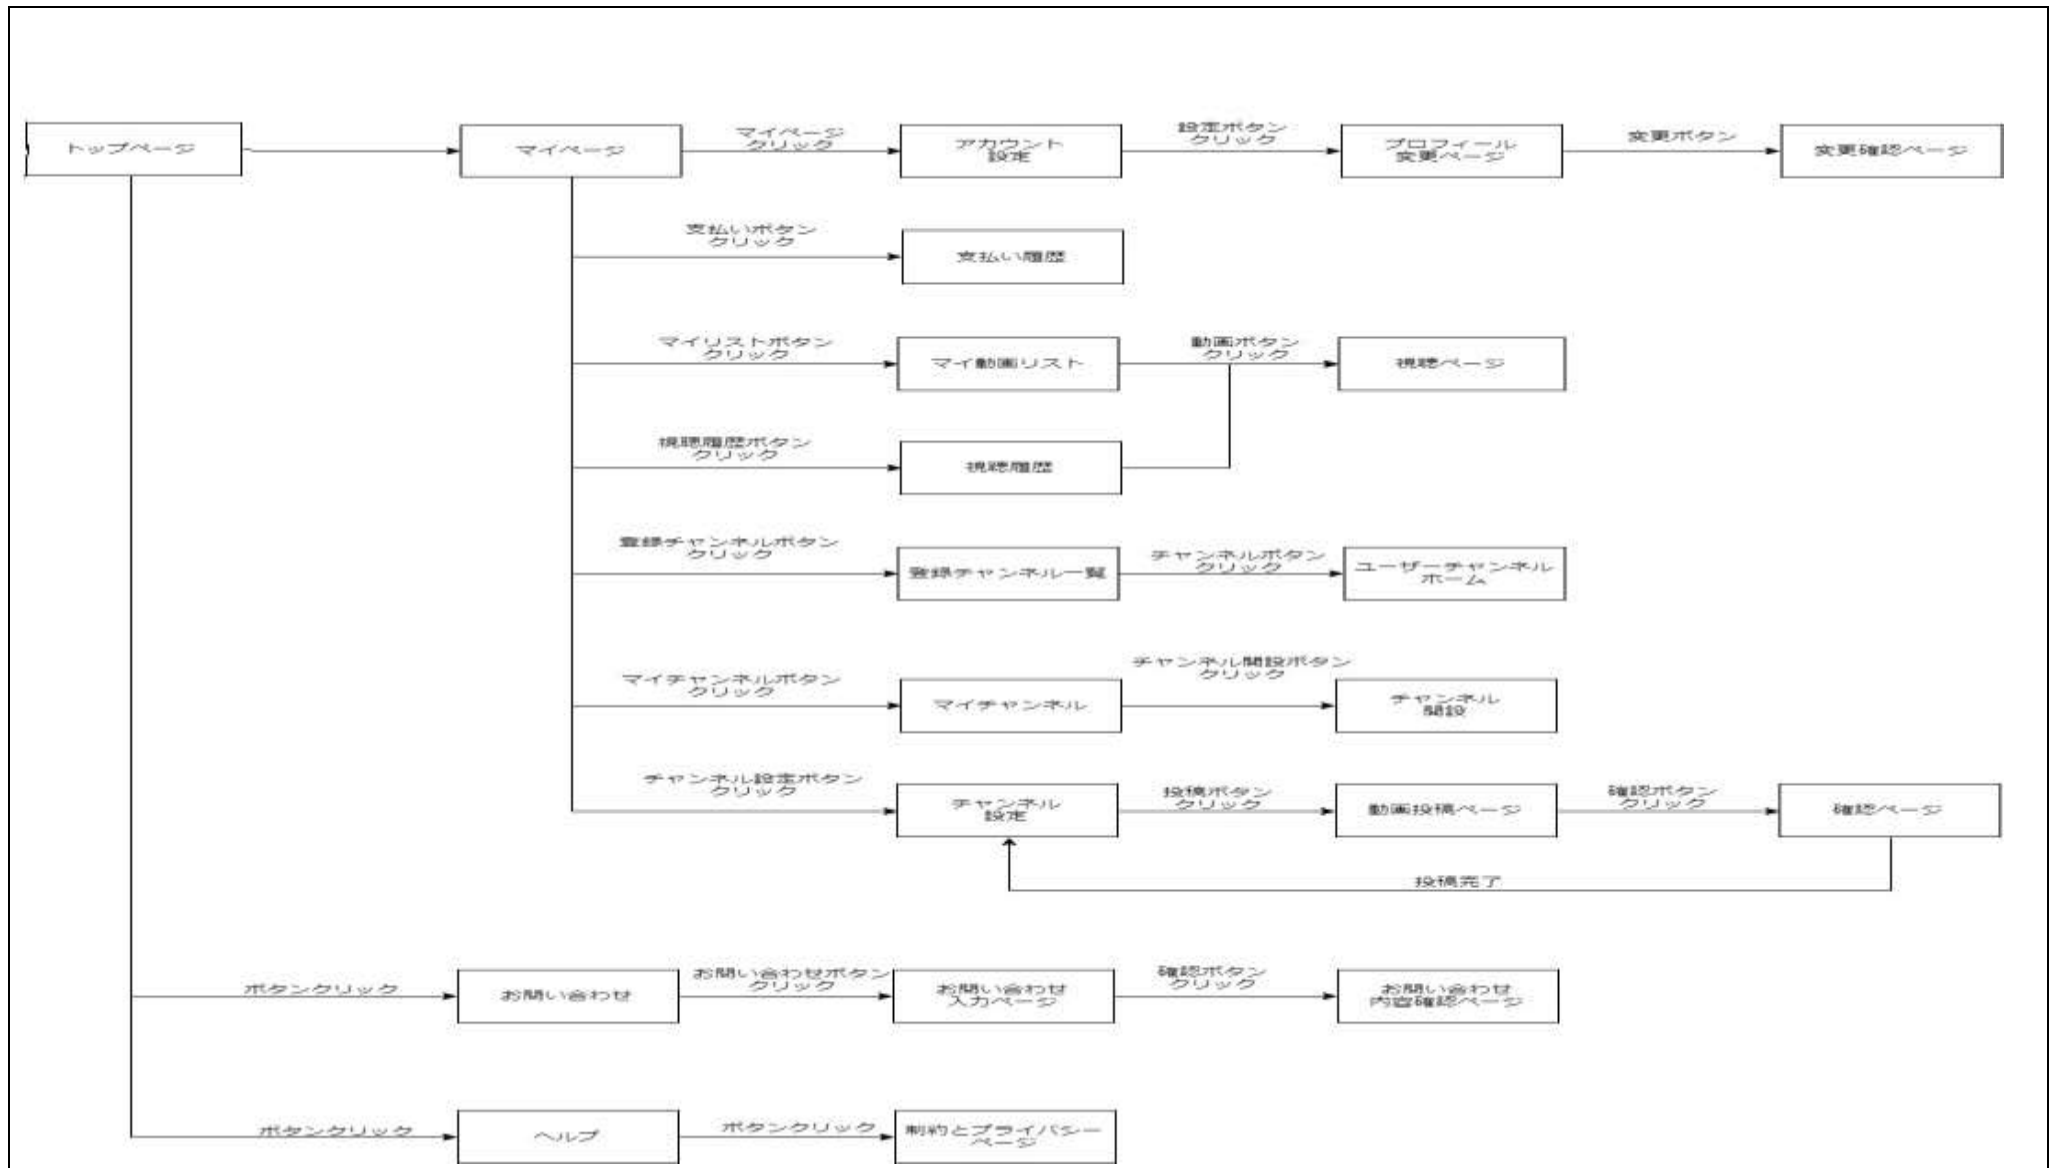 トップページ
マイページ
マイページ
クリック
アカウント
設定
設定ボタン
クリック
プロフィール
変更ページ
変更ボタン
変更確認ページ
支払いボタン
クリック
支払い履歴
マイリストボタン
クリック
マイ動画リスト
動画ボタン
クリック
視聴ページ
視聴履歴ボタン
クリック
視聴履歴
登録チャンネルボタン
クリック
登録チャンネル一覧
チャンネルボタン
クリック
ユーザーチャンネル
ホーム
マイチャンネルボタン
クリック
マイチャンネル
チャンネル開設ボタン
クリック
チャンネル
開設
チャンネル設定ボタン
クリック
チャンネル
設定
投稿ボタン
クリック
動画投稿ページ
確認ボタン
クリック
確認ページ
投稿完了
ボタンクリック
お問い合わせ
お問い合わせボタン
クリック
お問い合わせ
入力ページ
確認ボタン
クリック
お問い合わせ
内容確認ページ
ボタンクリック
ヘルプ
ボタンクリック
制約とプライバシー
ページ